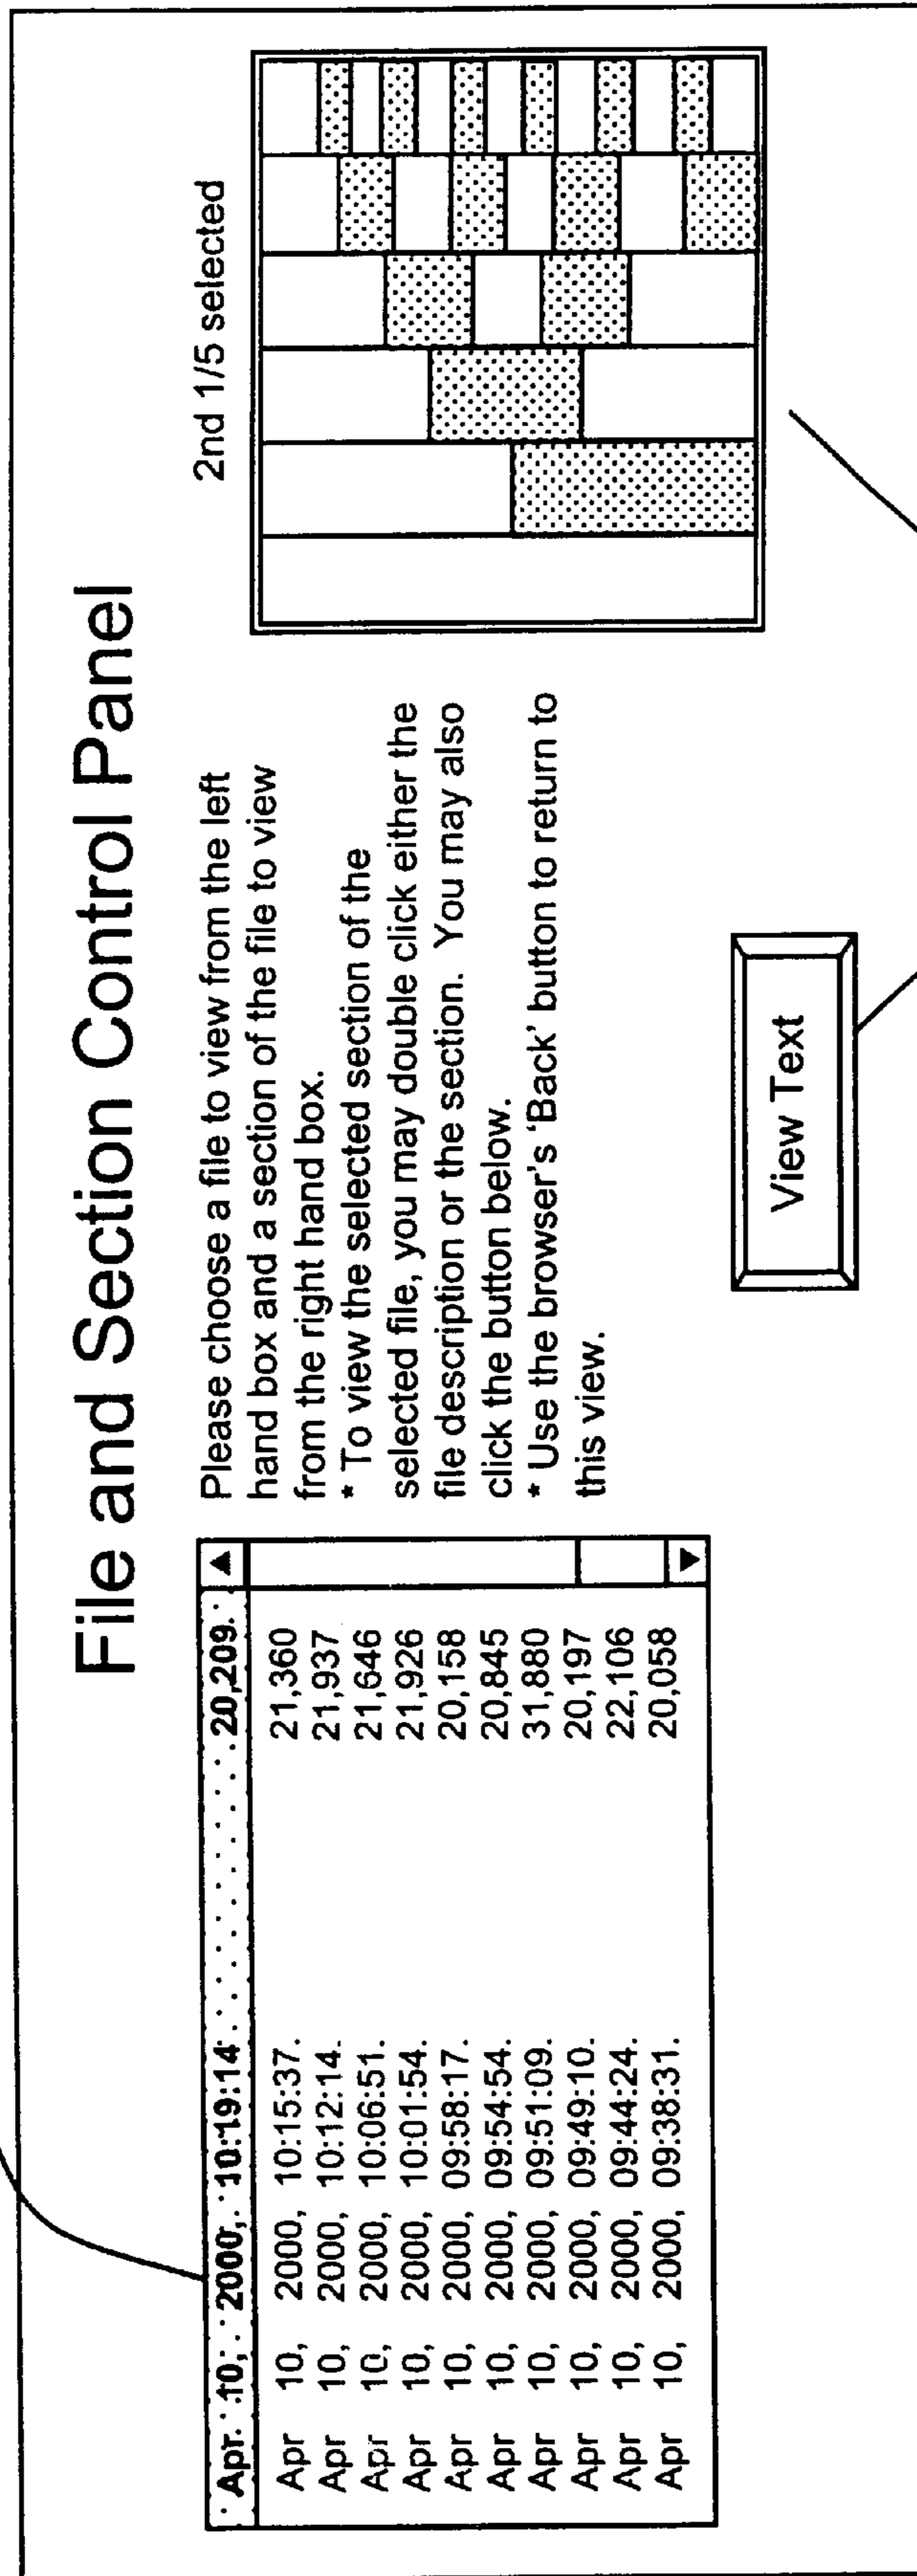 File and Section Control Panel
Apr 10, 2000, 10:19:14 20,209
Apr 10, 2000, 10:15:37. 21,360
Apr 10, 2000, 10:12:14. 21,937
Apr 10, 2000, 10:06:51. 21,646
Apr 10, 2000, 10:01:54. 21,926
Apr 10, 2000, 09:58:17. 20,158
Apr 10, 2000, 09:54:54. 20,845
Apr 10, 2000, 09:51:09. 31,880
Apr 10, 2000, 09:49:10. 20,197
Apr 10, 2000, 09:44:24. 22,106
Apr 10, 2000, 09:38:31. 20,058
Please choose a file to view from the left
hand box and a section of the file to view
from the right hand box.
* To view the selected section of the
selected file, you may double click either the
file description or the section. You may also
click the button below.
* Use the browser's 'Back' button to return to
this view.
View Text
2nd 1/5 selected